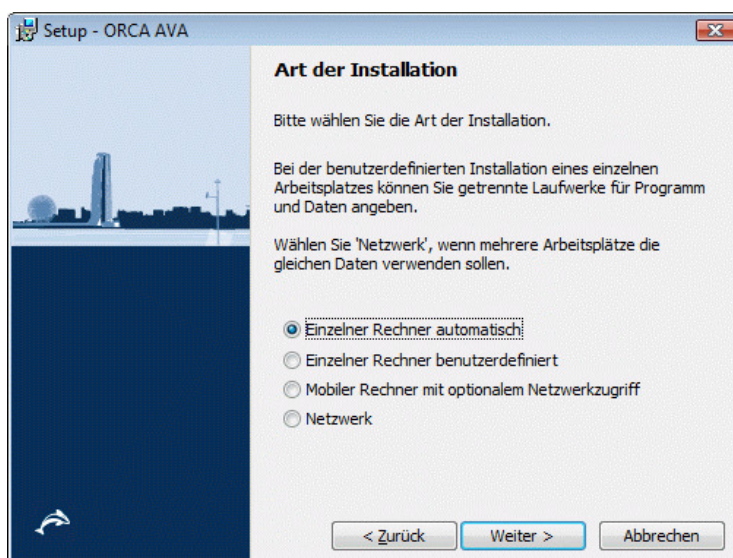 Setup - ORCA AVA
Art der Installation
Bitte wählen Sie die Art der Installation.
Bei der benutzerdefinierten Installation eines einzelnen
Arbeitsplatzes können Sie getrennte Laufwerke für Programm
und Daten angeben.
Wählen Sie 'Netzwerk', wenn mehrere Arbeitsplätze die
gleichen Daten verwenden sollen.
Einzelner Rechner automatisch
Einzelner Rechner benutzerdefiniert
Mobiler Rechner mit optionalem Netzwerkzugriff
Netzwerk
< Zurück Weiter > Abbrechen